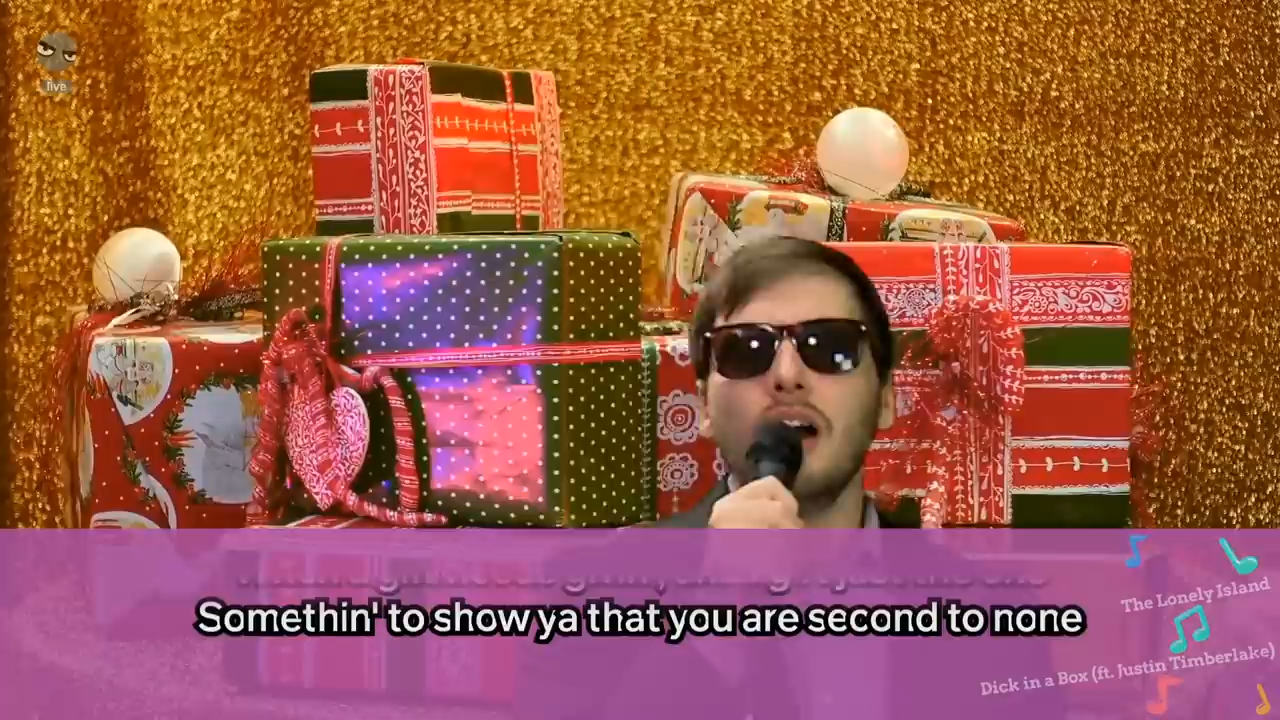 live
Somethin' to show ya that you are second to none
The Lonely Island
Dick in a Box (ft. Justin Timberlake)